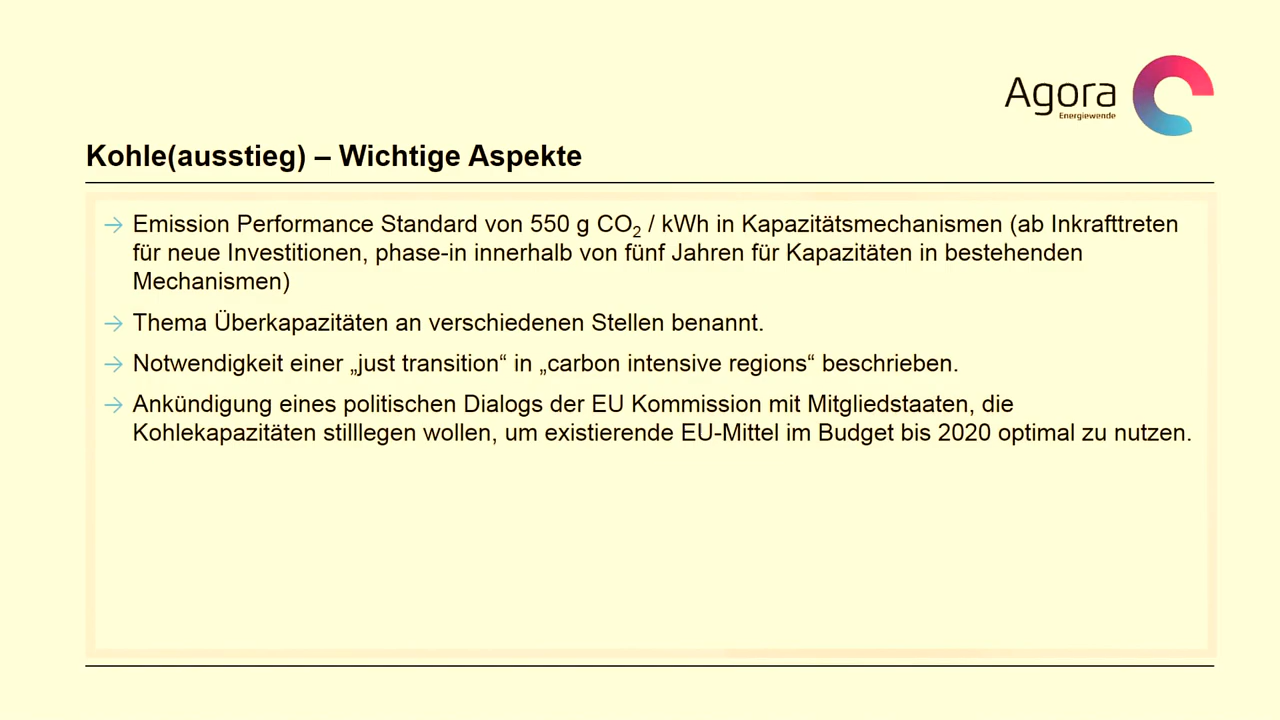 Agora
Energiewende
Kohle(ausstieg) – Wichtige Aspekte
→ Emission Performance Standard von 550 g CO₂ / kWh in Kapazitätsmechanismen (ab Inkrafttreten
für neue Investitionen, phase-in innerhalb von fünf Jahren für Kapazitäten in bestehenden
Mechanismen)
→ Thema Überkapazitäten an verschiedenen Stellen benannt.
→ Notwendigkeit einer „just transition“ in „carbon intensive regions“ beschrieben.
→ Ankündigung eines politischen Dialogs der EU Kommission mit Mitgliedstaaten, die
Kohlekapazitäten stilllegen wollen, um existierende EU-Mittel im Budget bis 2020 optimal zu nutzen.